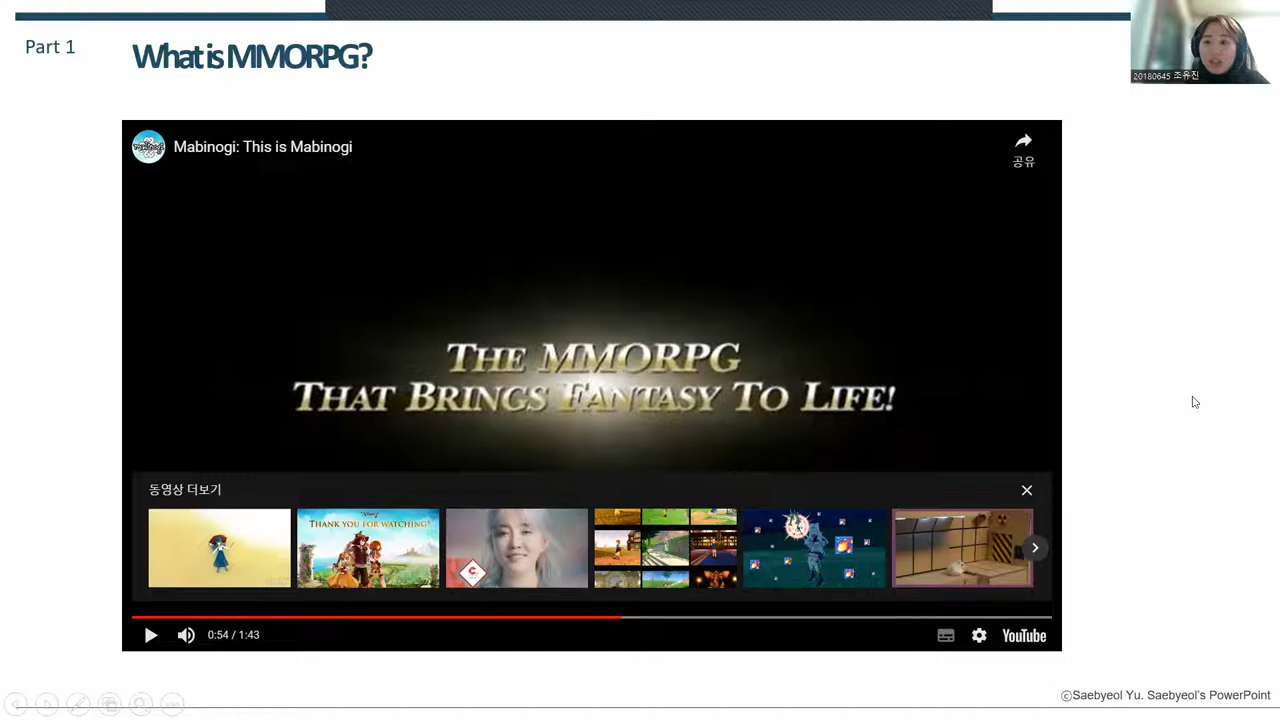 Part 1
What is MMORPG?
20180645 조유진
Mabinogi: This is Mabinogi
공유
THE MMORPG
THAT BRINGS FANTASY TO LIFE!
동영상 더보기
THANK YOU FOR WATCHING!
0:54 / 1:43
YouTube
ⓒSaebyeol Yu. Saebyeol's PowerPoint